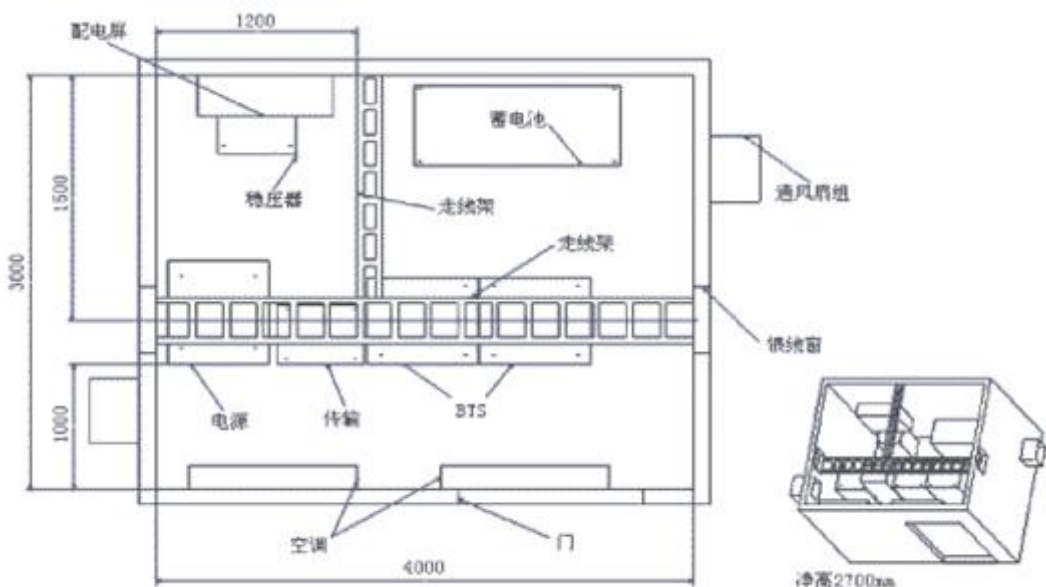 1200
配电屏
蓄电池
稳压器
走线架
通风扇组
1500
走线架
3000
馈线窗
电源
传输
BTS
1000
空调
门
4000
净高2700mm